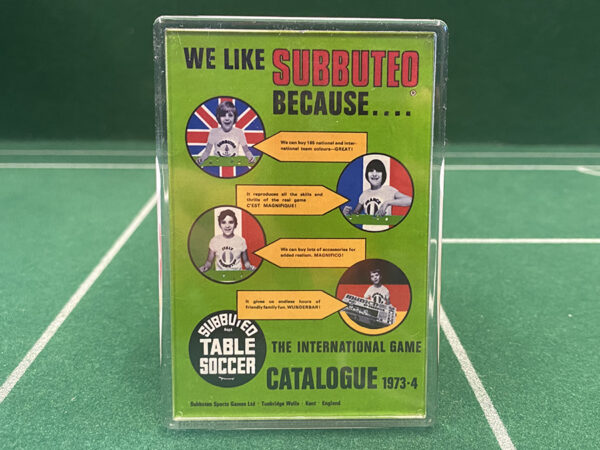 WE LIKE SUBBUTEO
BECAUSE....
We can buy 185 national and inter-
national team colours—GREAT!
It reproduces all the skills and
thrills of the real game
C'EST MAGNIFIQUE!
FRANCE
We can buy lots of accessories for
added realism. MAGNIFICO!
ITALY
It gives us endless hours of
friendly family fun. WUNDERBAR!
SUBBUTEO
TABLE
SOCCER
THE INTERNATIONAL GAME
CATALOGUE 1973-4
Subbuteo Sports Games Ltd · Tunbridge Wells · Kent · England